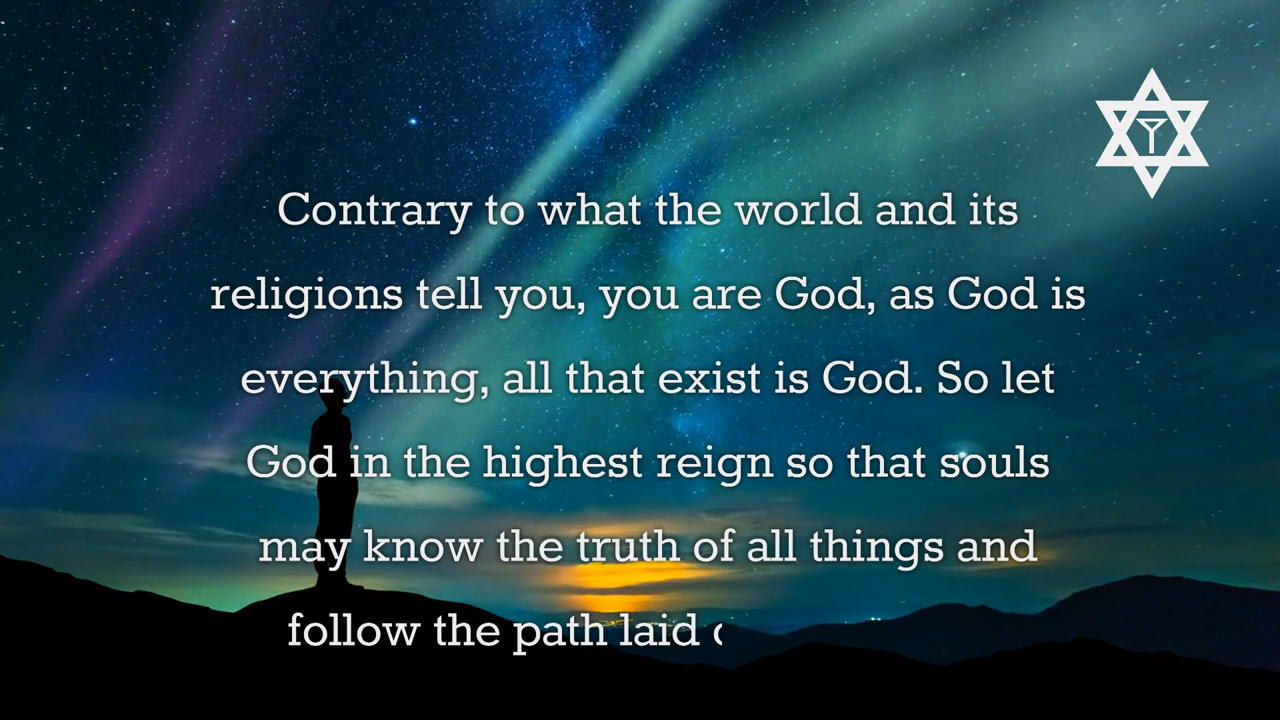 Contrary to what the world and its
religions tell you, you are God, as God is
everything, all that exist is God. So let
God in the highest reign so that souls
may know the truth of all things and
follow the path laid